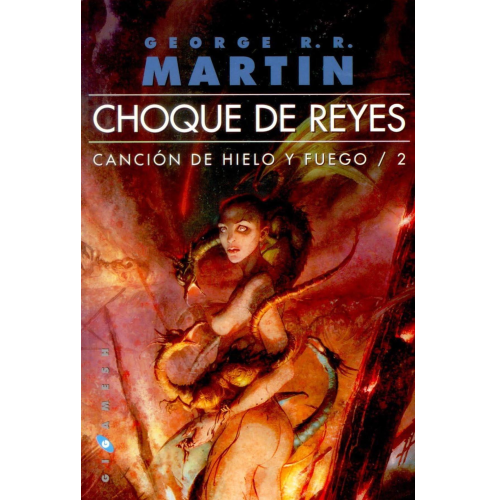 GEORGE R. R.
MARTIN
CHOQUE DE REYES
CANCIÓN DE HIELO Y FUEGO / 2
GIGAMESH